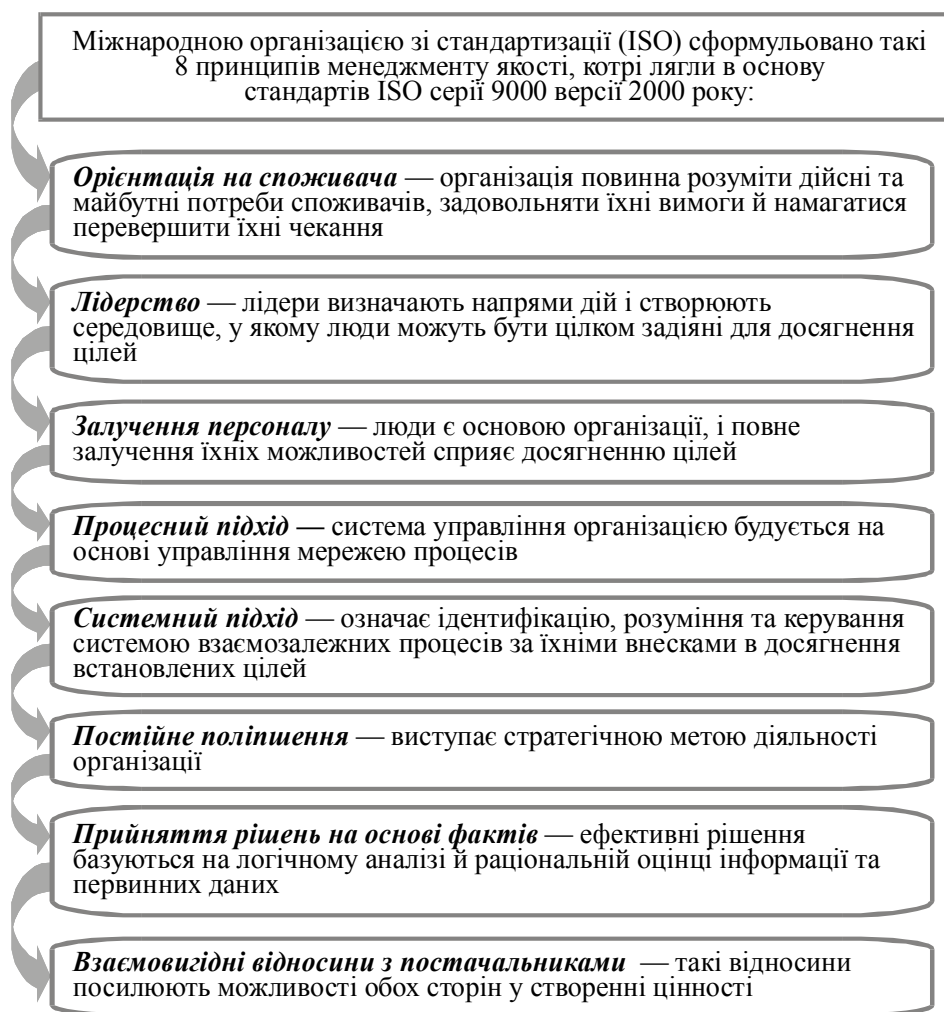 Міжнародною організацією зі стандартизації (ISO) сформульовано такі
8 принципів менеджменту якості, котрі лягли в основу
стандартів ISO серії 9000 версії 2000 року:
Орієнтація на споживача — організація повинна розуміти дійсні та
майбутні потреби споживачів, задовольняти їхні вимоги й намагатися
перевершити їхні чекання
Лідерство — лідери визначають напрями дій і створюють
середовище, у якому люди можуть бути цілком задіяні для досягнення
цілей
Залучення персоналу — люди є основою організації, і повне
залучення їхніх можливостей сприяє досягненню цілей
Процесний підхід — система управління організацією будується на
основі управління мережею процесів
Системний підхід — означає ідентифікацію, розуміння та керування
системою взаємозалежних процесів за їхніми внесками в досягнення
встановлених цілей
Постійне поліпшення — виступає стратегічною метою діяльності
організації
Прийняття рішень на основі фактів — ефективні рішення
базуються на логічному аналізі й раціональній оцінці інформації та
первинних даних
Взаємовигідні відносини з постачальниками — такі відносини
посилюють можливості обох сторін у створенні цінності